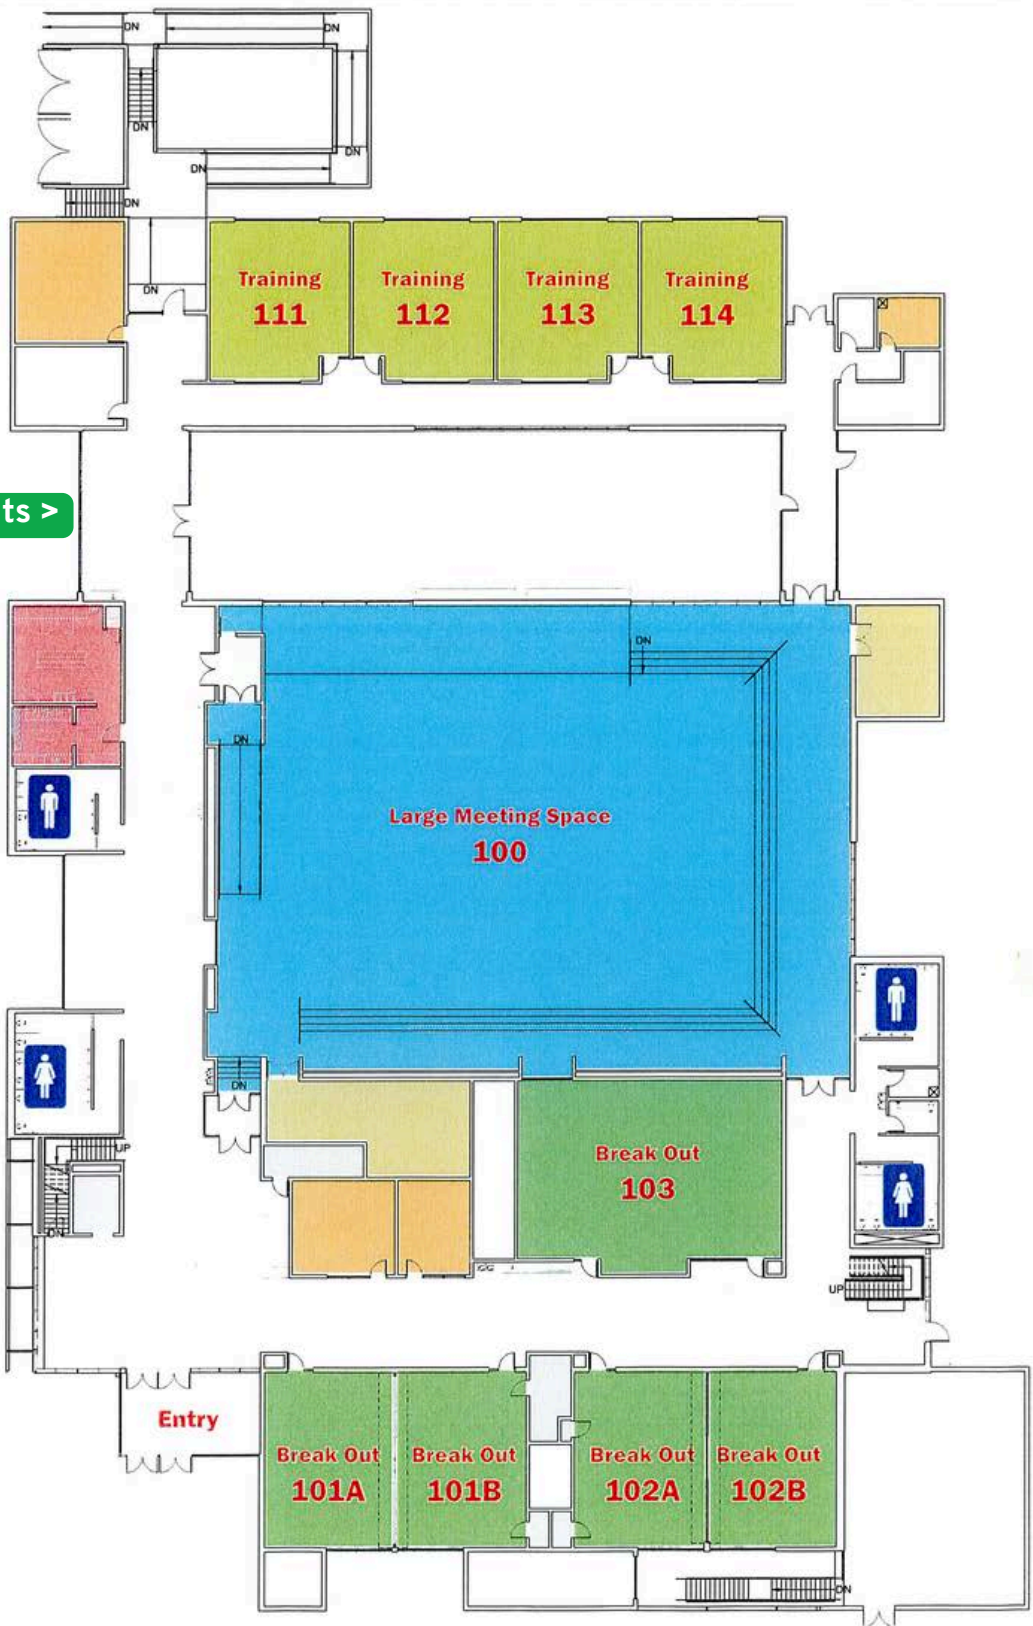 DN
DN
DN
DN
DN
DN
DN
Training
111
Training
112
Training
113
Training
114
ts >
DN
DN
Large Meeting Space
100
DN
Break Out
103
UP
DN
UP
Entry
Break Out
101A
Break Out
101B
Break Out
102A
Break Out
102B
DN